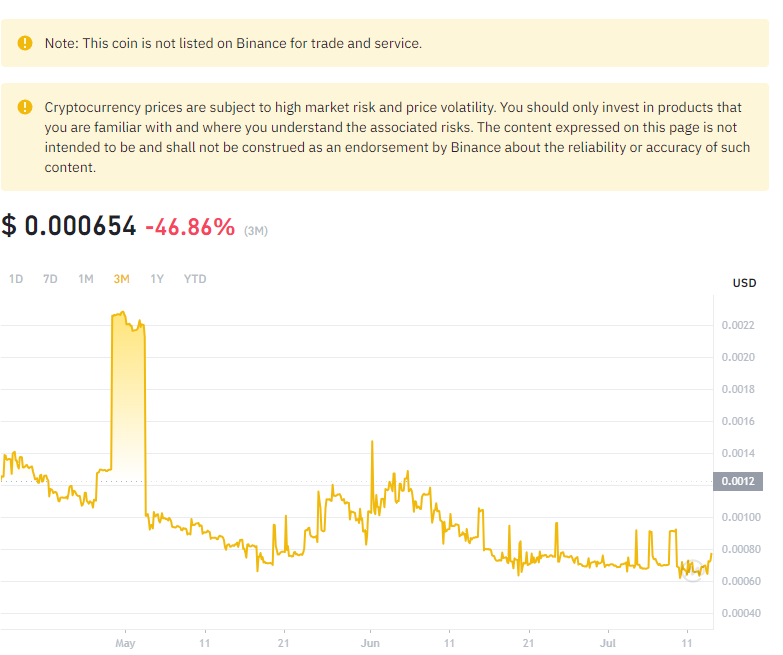 Note: This coin is not listed on Binance for trade and service.
Cryptocurrency prices are subject to high market risk and price volatility. You should only invest in products that
you are familiar with and where you understand the associated risks. The content expressed on this page is not
intended to be and shall not be construed as an endorsement by Binance about the reliability or accuracy of such
content.
$ 0.000654 -46.86% (3M)
1D 7D 1M 3M 1Y YTD
USD
0.0022
0.0020
0.0018
0.0016
0.0014
0.0012
0.00100
0.00080
0.00060
0.00040
May 11 21 Jun 11 21 Jul 11